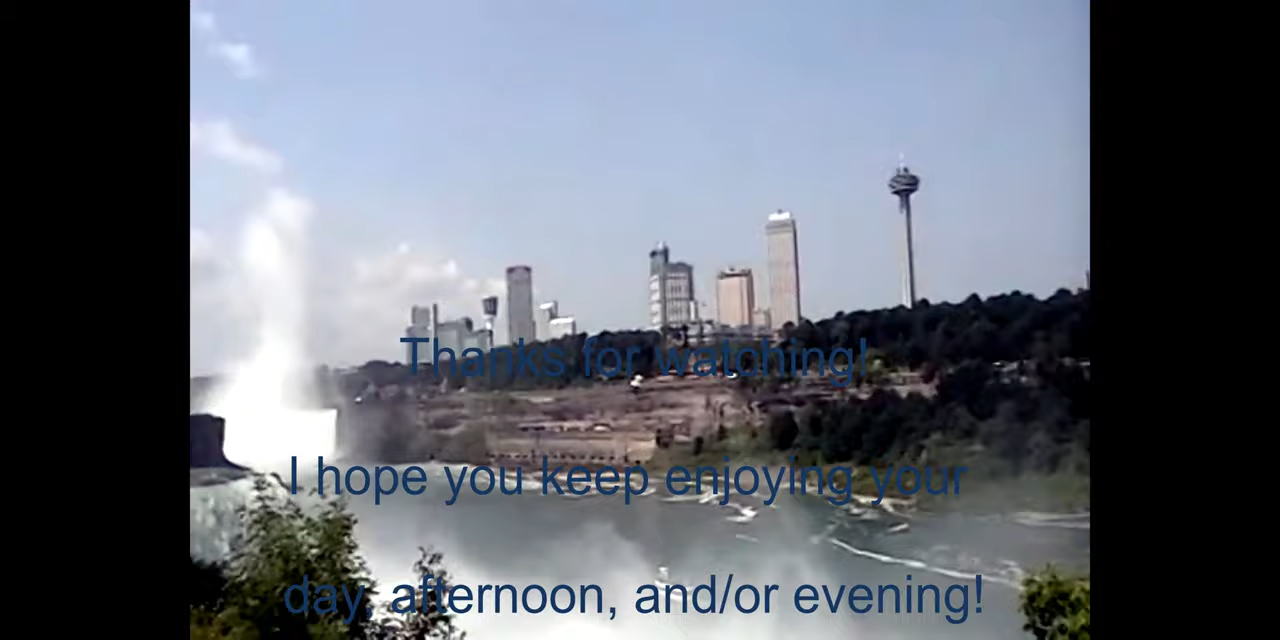 Thanks for watching!
I hope you keep enjoying your
day, afternoon, and/or evening!